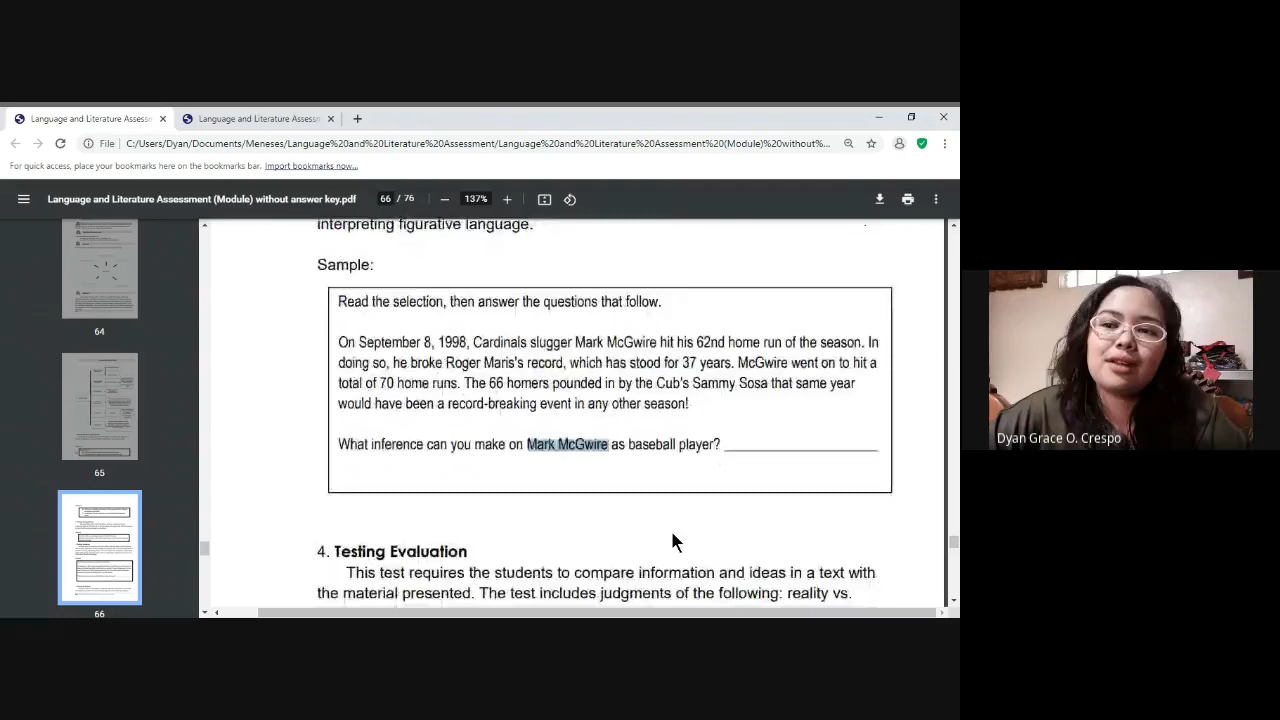 Language and Literature Assessm
Language and Literature Assessm
File
C:/Users/Dyan/Documents/Meneses/Language%20and%20Literature%20Assessment/Language%20and%20Literature%20Assessment%20(Module)%20without%...
For quick access, place your bookmarks here on the bookmarks bar. Import bookmarks now...
Language and Literature Assessment (Module) without answer key.pdf
66 / 76
137%
interpreting figurative language.
Sample:
Read the selection, then answer the questions that follow.
On September 8, 1998, Cardinals slugger Mark McGwire hit his 62nd home run of the season. In
doing so, he broke Roger Maris's record, which has stood for 37 years. McGwire went on to hit a
total of 70 home runs. The 66 homers pounded in by the Cub's Sammy Sosa that same year
would have been a record-breaking event in any other season!
What inference can you make on Mark McGwire as baseball player?
4. Testing Evaluation
This test requires the students to compare information and ideas in a text with
the material presented. The test includes judgments of the following: reality vs.
64
65
66
Dyan Grace O. Crespo